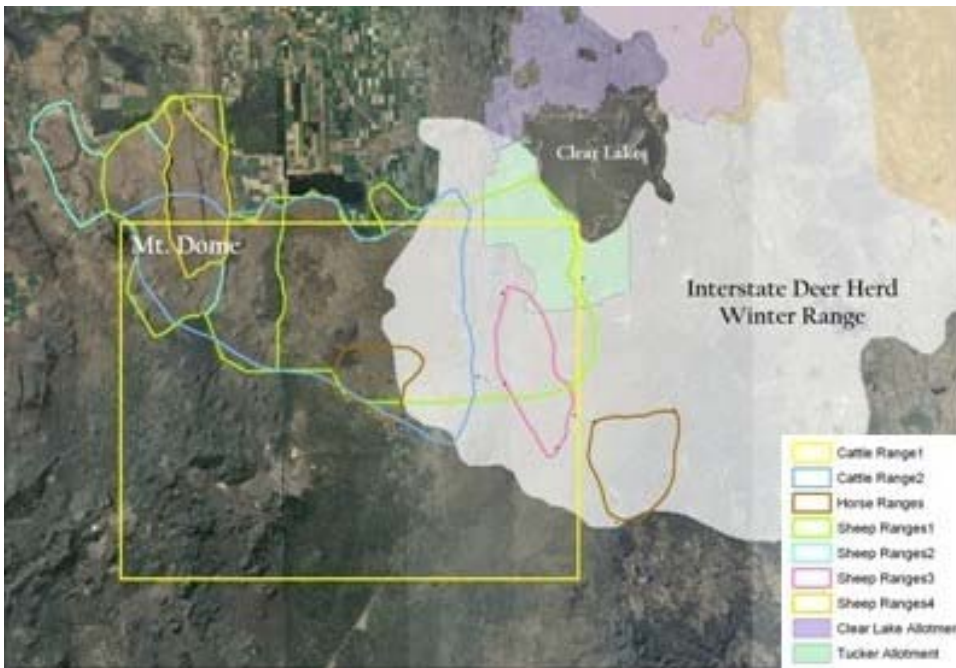 Clear Lake
Mt. Dome
Interstate Deer Herd
Winter Range
Cattle Range1
Cattle Range2
Horse Ranges
Sheep Ranges1
Sheep Ranges2
Sheep Ranges3
Sheep Ranges4
Clear Lake Allotmen
Tucker Allotment